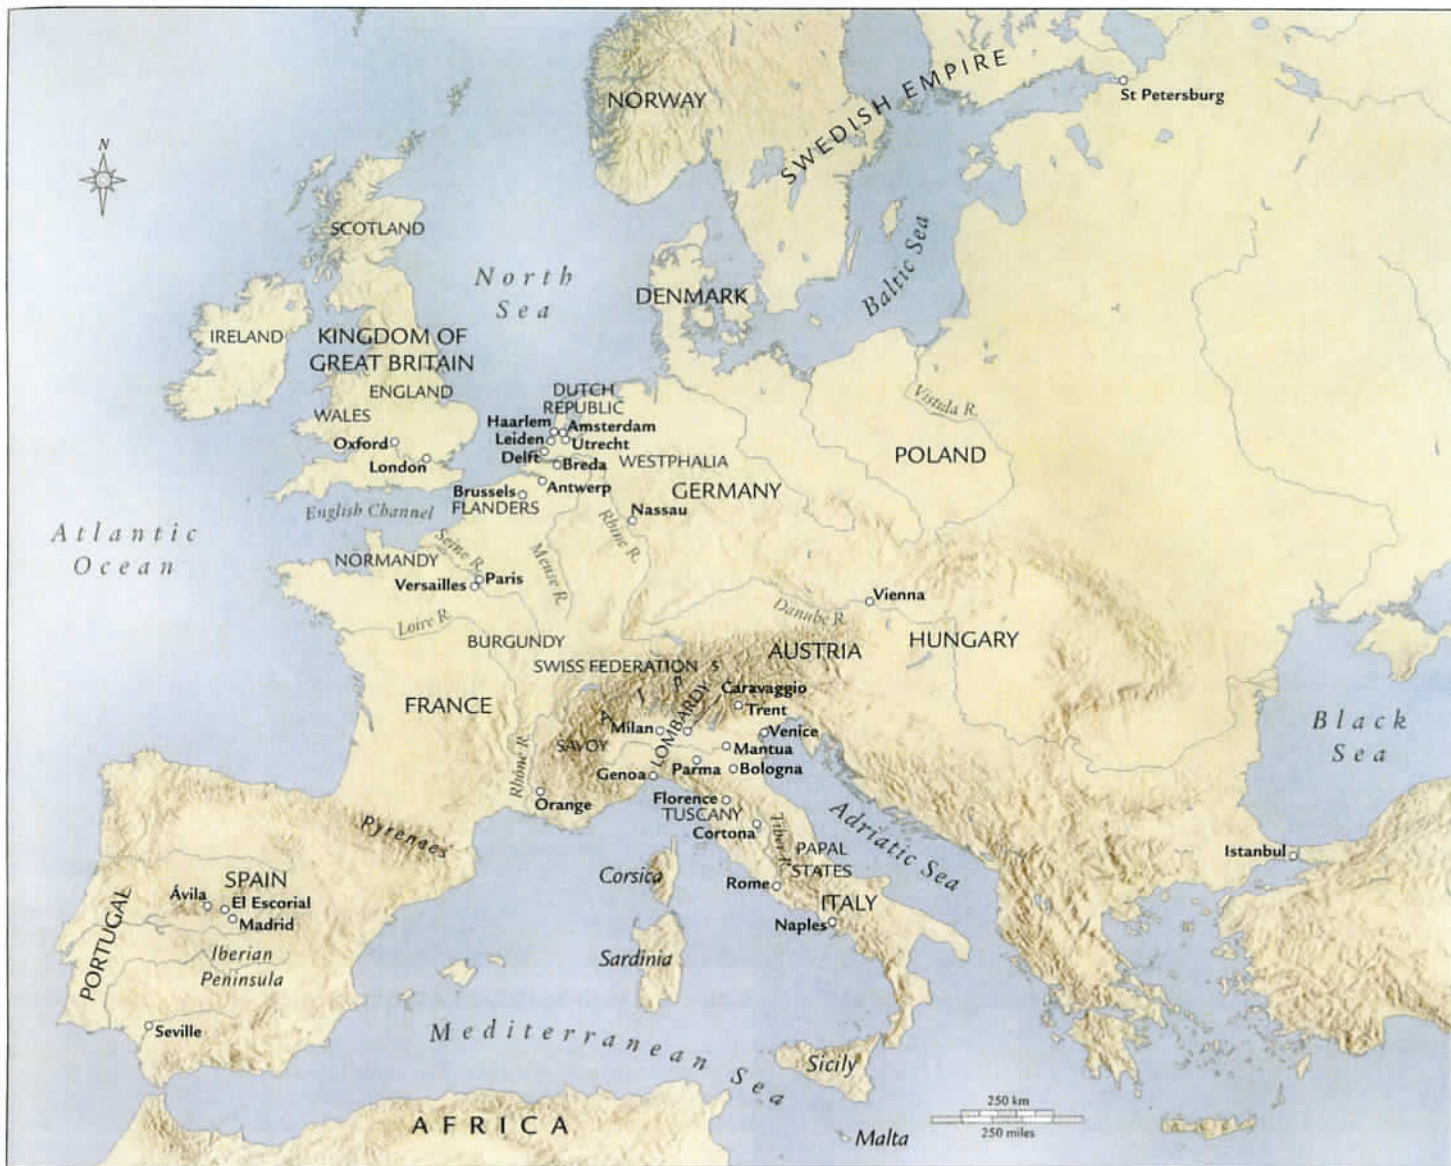 N
NORWAY
SWEDISH EMPIRE
St Petersburg
SCOTLAND
North
Sea
Baltic Sea
DENMARK
IRELAND
KINGDOM OF
GREAT BRITAIN
ENGLAND
WALES
Oxford
London
DUTCH
REPUBLIC
Haarlem
Amsterdam
Leiden
Utrecht
Delft
Breda
WESTPHALIA
Antwerp
Brussels
FLANDERS
GERMANY
Nassau
Vistula R.
POLAND
English Channel
Atlantic
Ocean
NORMANDY
Seine R.
Meuse R.
Rhine R.
Paris
Versailles
Loire R.
BURGUNDY
Danube R.
Vienna
HUNGARY
AUSTRIA
SWISS FEDERATION
Alps
FRANCE
Caravaggio
Trent
Milan
LOMBARDY
Venice
SAVOY
Mantua
Parma
Bologna
Genoa
Rhône R.
Orange
Florence
TUSCANY
Cortona
Tiber R.
PAPAL
STATES
Adriatic Sea
Black
Sea
Istanbul
Pyrenees
Corsica
Rome
ITALY
Naples
SPAIN
Ávila
El Escorial
Madrid
PORTUGAL
Iberian
Peninsula
Sardinia
Seville
Mediterranean Sea
Sicily
AFRICA
Malta
250 km
250 miles